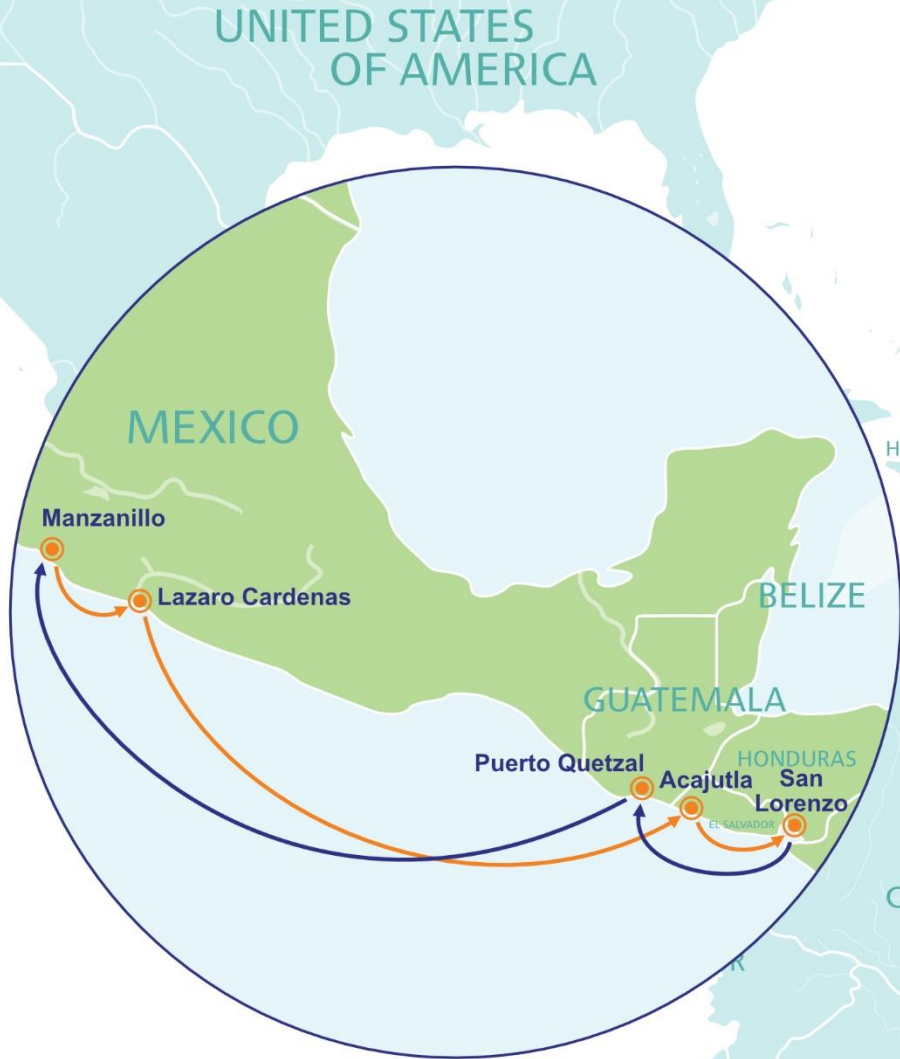 UNITED STATES
OF AMERICA
MEXICO
H
Manzanillo
Lazaro Cardenas
BELIZE
GUATEMALA
Puerto Quetzal
Acajutla
HONDURAS
San
Lorenzo
EL SALVADOR
C
R